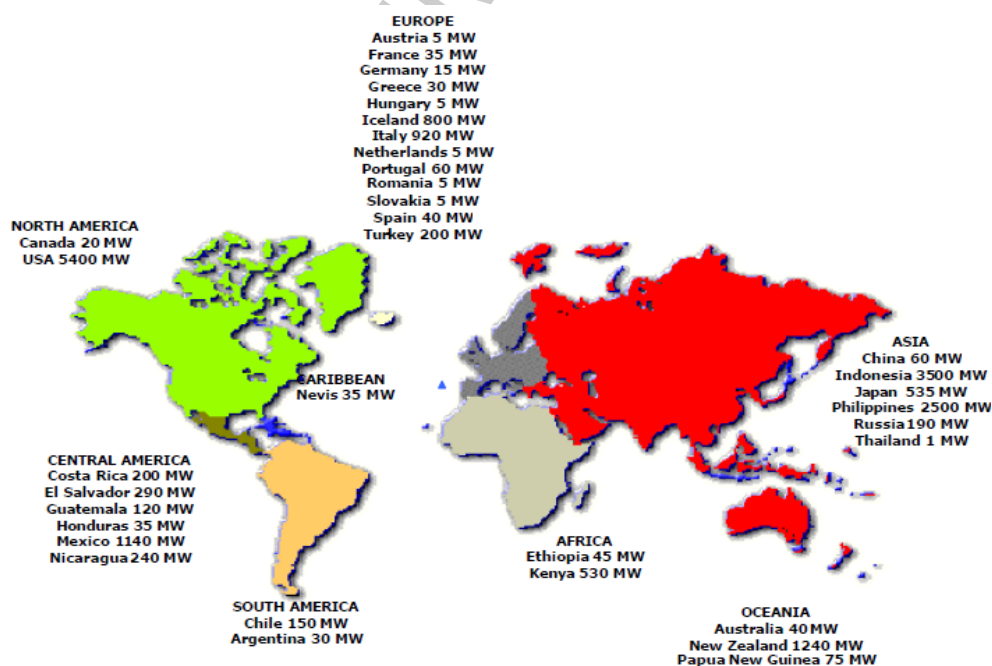 EUROPE
Austria 5 MW
France 35 MW
Germany 15 MW
Greece 30 MW
Hungary 5 MW
Iceland 800 MW
Italy 920 MW
Netherlands 5 MW
Portugal 60 MW
Romania 5 MW
Slovakia 5 MW
Spain 40 MW
Turkey 200 MW
NORTH AMERICA
Canada 20 MW
USA 5400 MW
CARIBBEAN
Nevis 35 MW
ASIA
China 60 MW
Indonesia 3500 MW
Japan 535 MW
Philippines 2500 MW
Russia190 MW
Thailand 1 MW
CENTRAL AMERICA
Costa Rica 200 MW
El Salvador 290 MW
Guatemala 120 MW
Honduras 35 MW
Mexico 1140 MW
Nicaragua 240 MW
AFRICA
Ethiopia 45 MW
Kenya 530 MW
SOUTH AMERICA
Chile 150 MW
Argentina 30 MW
OCEANIA
Australia 40 MW
New Zealand 1240 MW
Papua New Guinea 75 MW